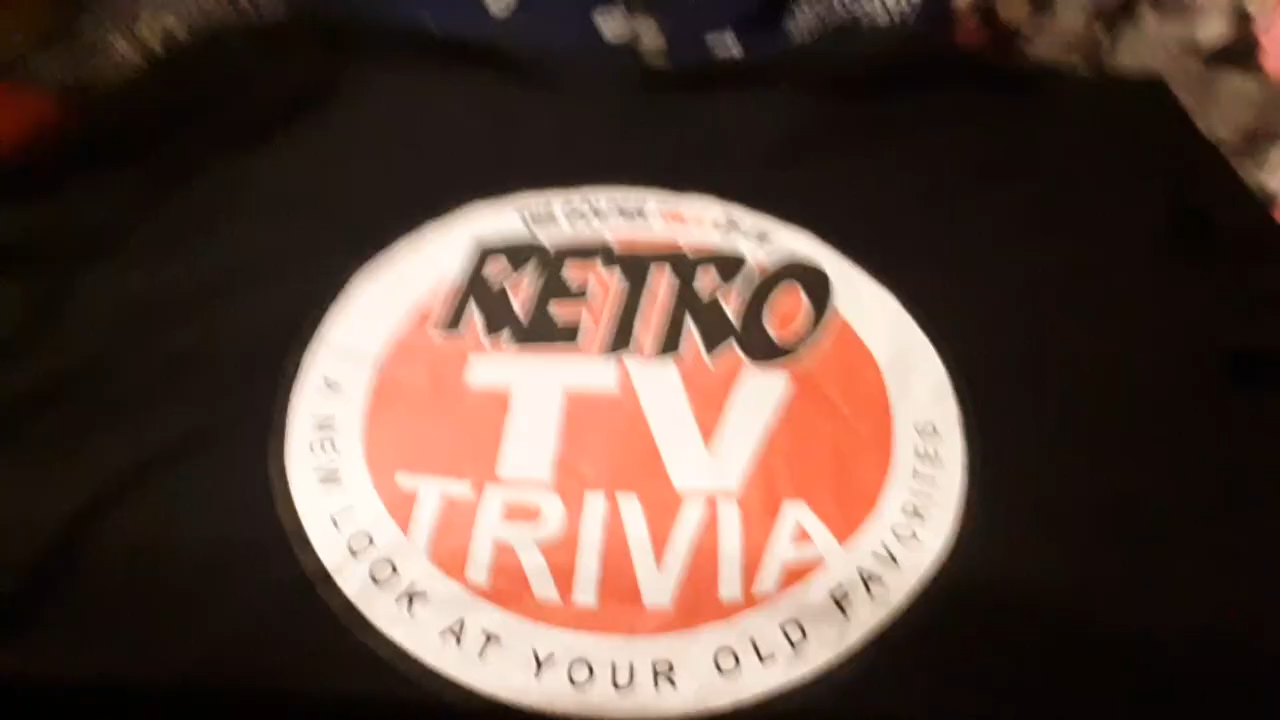 RETRO
TV
TRIVIA
A NEW LOOK AT YOUR OLD FAVORITES